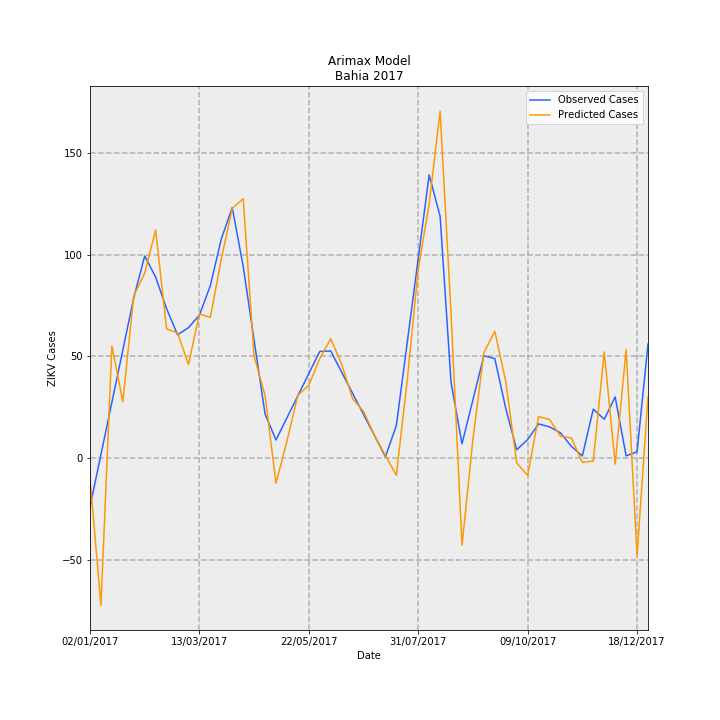 Arimax Model
Bahia 2017
Observed Cases
Predicted Cases
150
100
50
0
−50
ZIKV Cases
02/01/2017 13/03/2017 22/05/2017 31/07/2017 09/10/2017 18/12/2017
Date